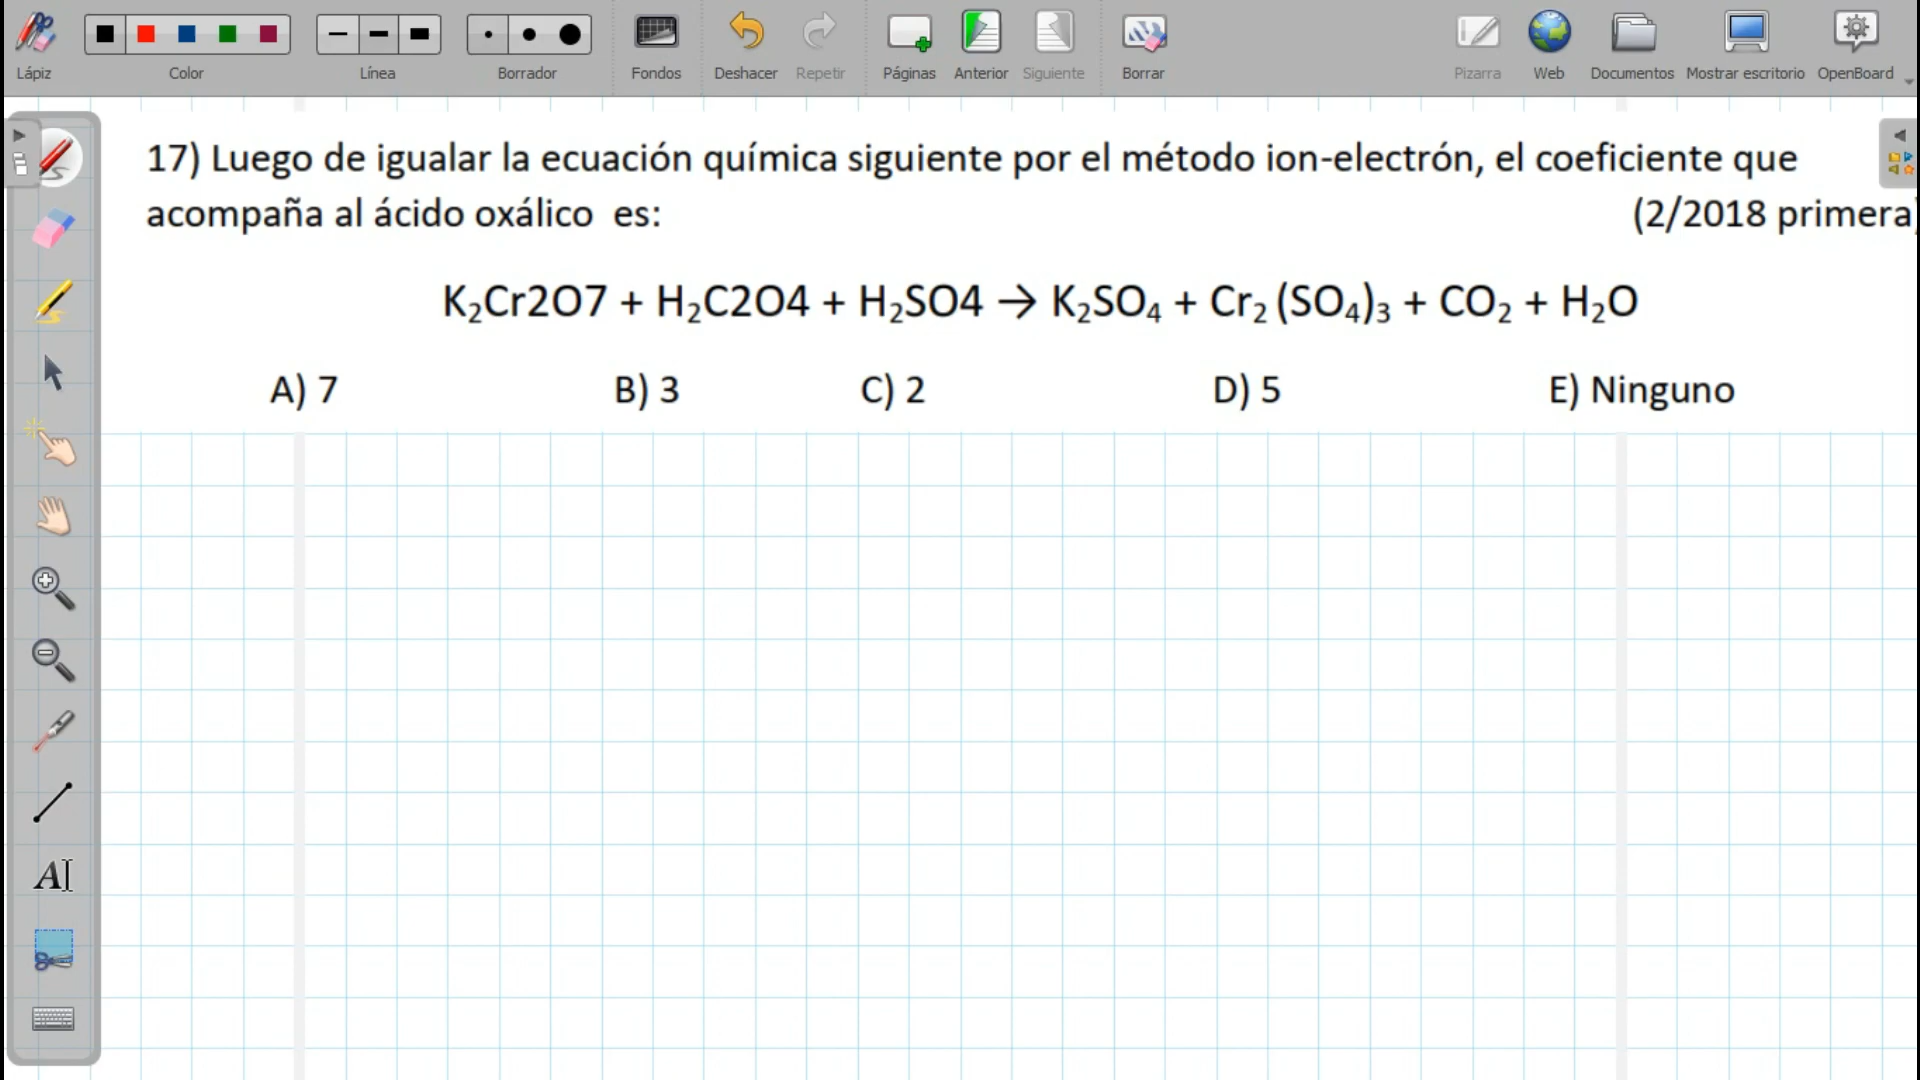 Lápiz Color Línea Borrador Fondos Deshacer Repetir Páginas Anterior Siguiente Borrar Pizarra Web Documentos Mostrar escritorio OpenBoard
17) Luego de igualar la ecuación química siguiente por el método ion-electrón, el coeficiente que
acompaña al ácido oxálico es: (2/2018 primera)
K₂Cr2O7 + H₂C2O4 + H₂SO4 → K₂SO₄ + Cr₂ (SO₄)₃ + CO₂ + H₂O
A) 7 B) 3 C) 2 D) 5 E) Ninguno